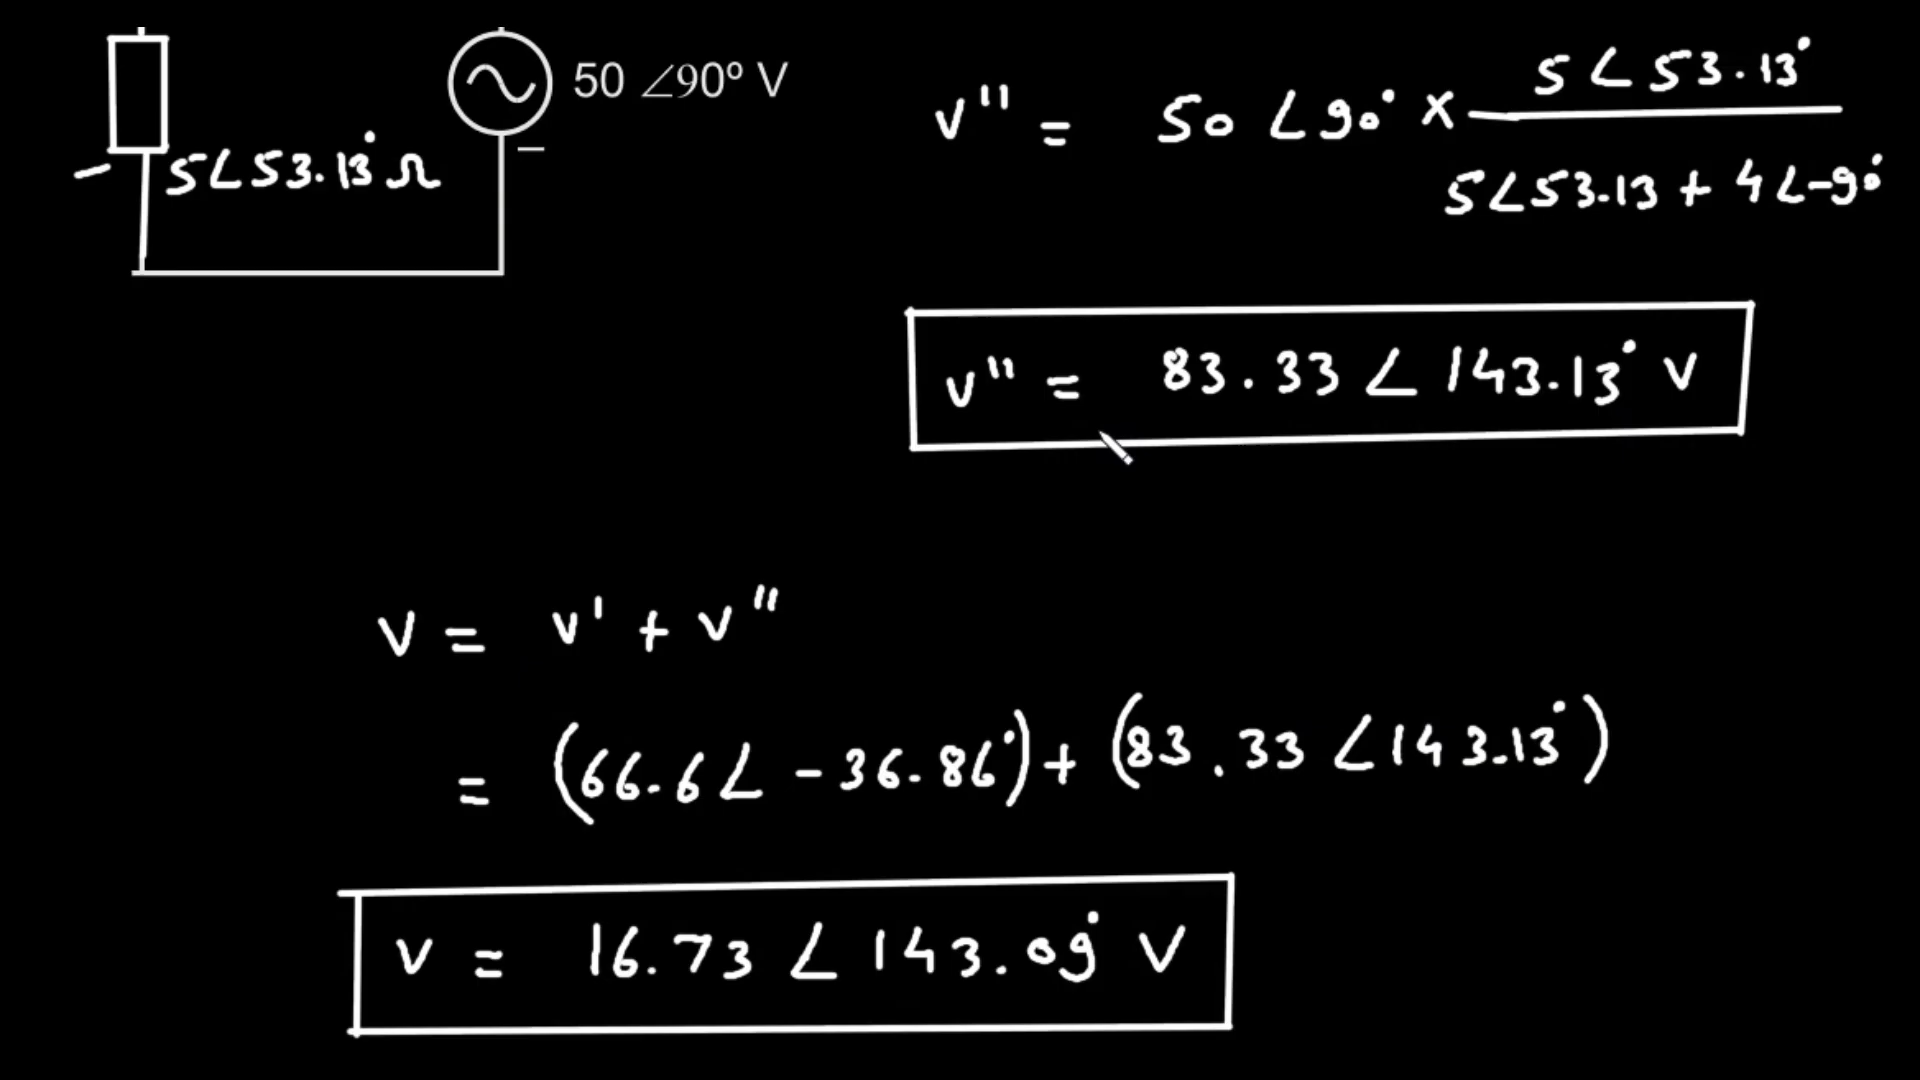 50 ∠90º V
5∠53.13° Ω
V" = 50 ∠90° × 5∠53.13° / 5∠53.13 + 4∠-90°
V" = 83.33 ∠143.13° V
V = V' + V"
= (66.6∠-36.86°) + (83.33 ∠143.13°)
V = 16.73 ∠143.09° V